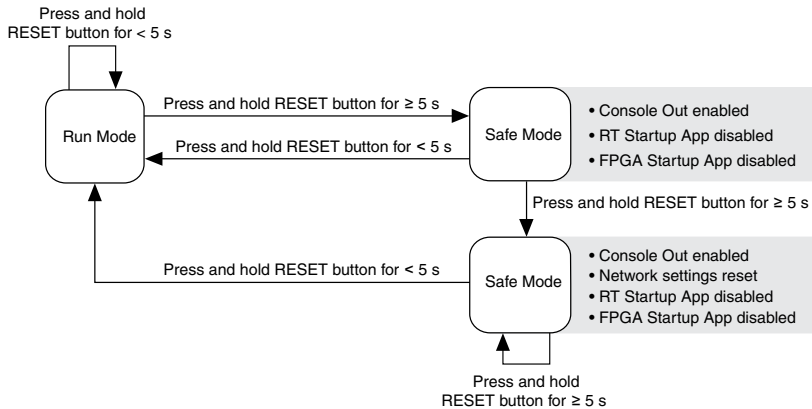 Press and hold
RESET button for < 5 s
Press and hold RESET button for ≥ 5 s
Run Mode
Safe Mode
• Console Out enabled
• RT Startup App disabled
• FPGA Startup App disabled
Press and hold RESET button for < 5 s
Press and hold RESET button for ≥ 5 s
Press and hold RESET button for < 5 s
Safe Mode
• Console Out enabled
• Network settings reset
• RT Startup App disabled
• FPGA Startup App disabled
Press and hold
RESET button for ≥ 5 s